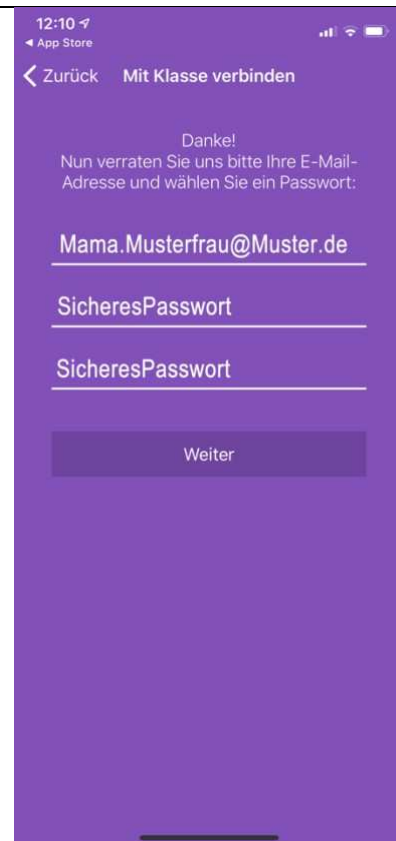 12:10
◀ App Store
Zurück Mit Klasse verbinden
Danke!
Nun verraten Sie uns bitte Ihre E-Mail-
Adresse und wählen Sie ein Passwort:
Mama.Musterfrau@Muster.de
SicheresPasswort
SicheresPasswort
Weiter